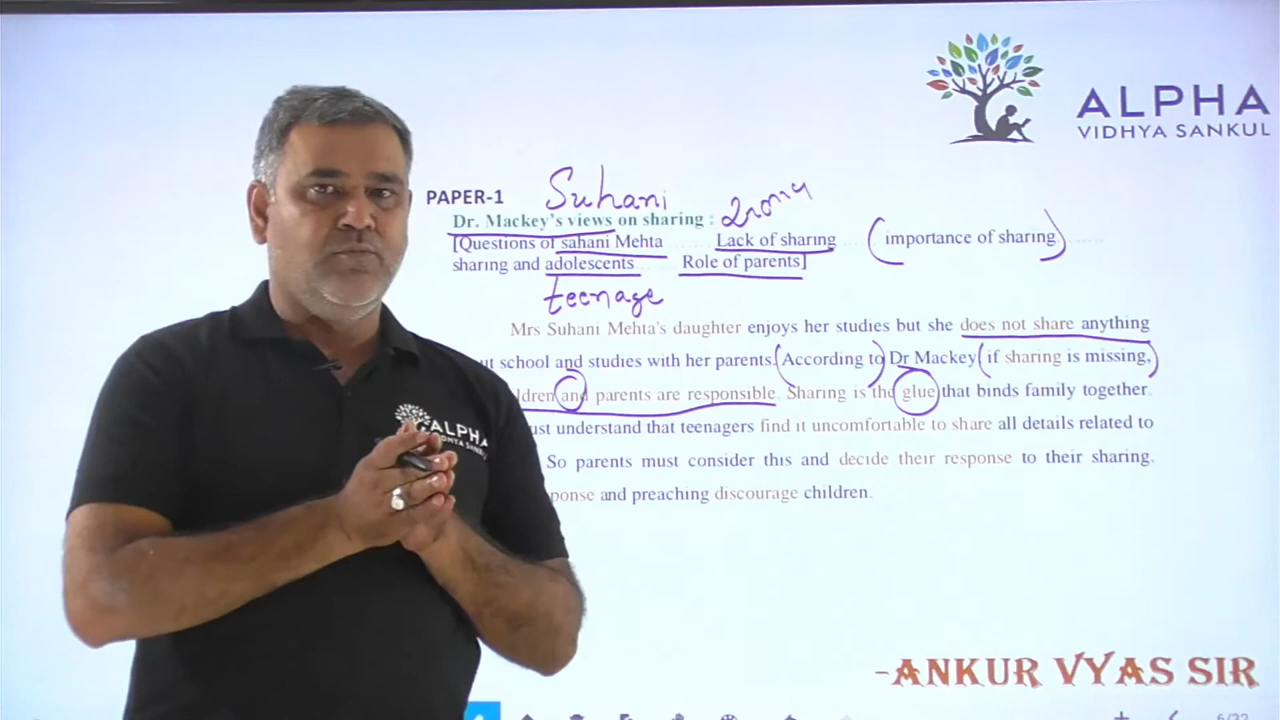 ALPHA
VIDHYA SANKUL
PAPER-1
Suhani
Dr. Mackey's views on sharing :
[Questions of sahani Mehta ...... Lack of sharing ...... importance of sharing ......
sharing and adolescents ...... Role of parents]
teenage
Mrs Suhani Mehta's daughter enjoys her studies but she does not share anything
school and studies with her parents. According to Dr Mackey if sharing is missing,
and parents are responsible. Sharing is the glue that binds family together.
understand that teenagers find it uncomfortable to share all details related to
So parents must consider this and decide their response to their sharing.
and preaching discourage children.
ALPHA
VIDHYA SANKUL
-ANKUR VYAS SIR
6/22